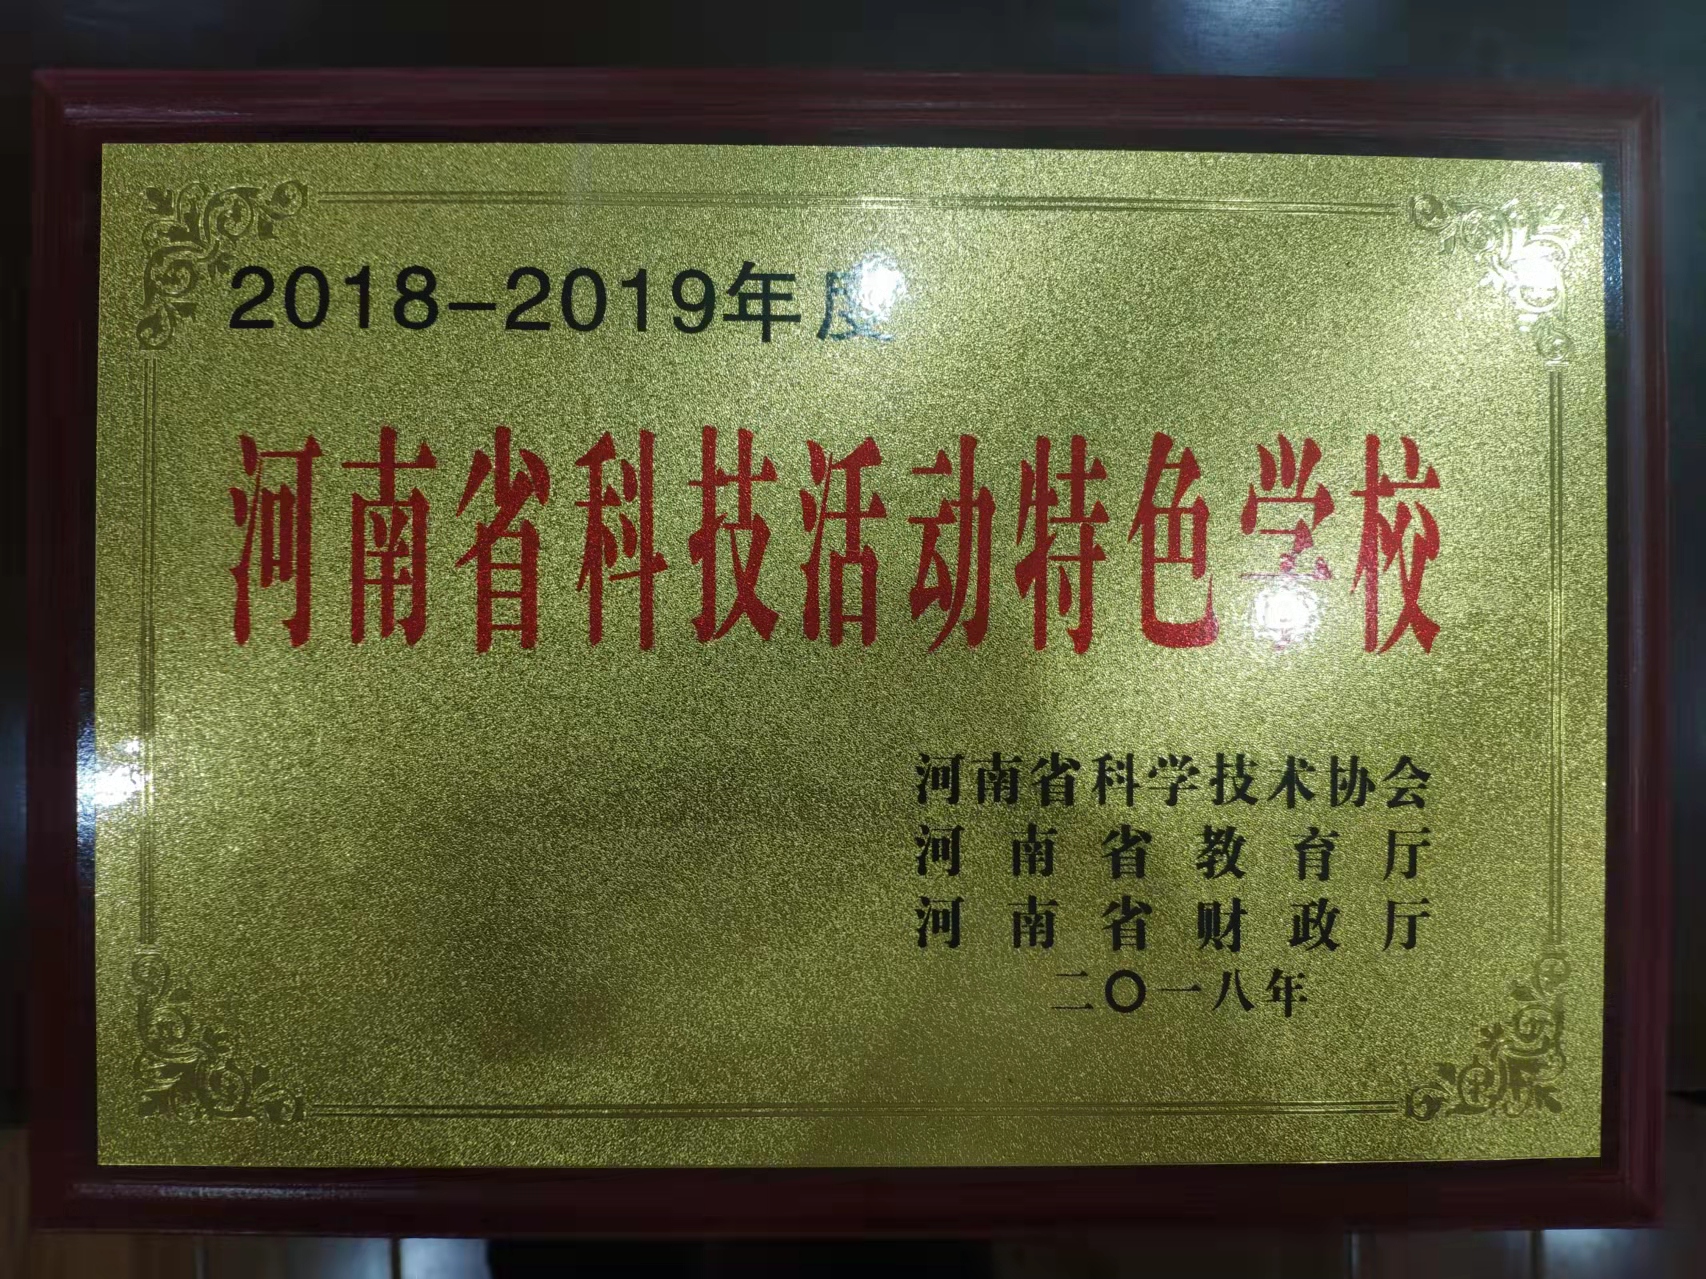 2018-2019年度
河南省科技活动特色学校
河南省科学技术协会
河南省教育厅
河南省财政厅
二〇一八年